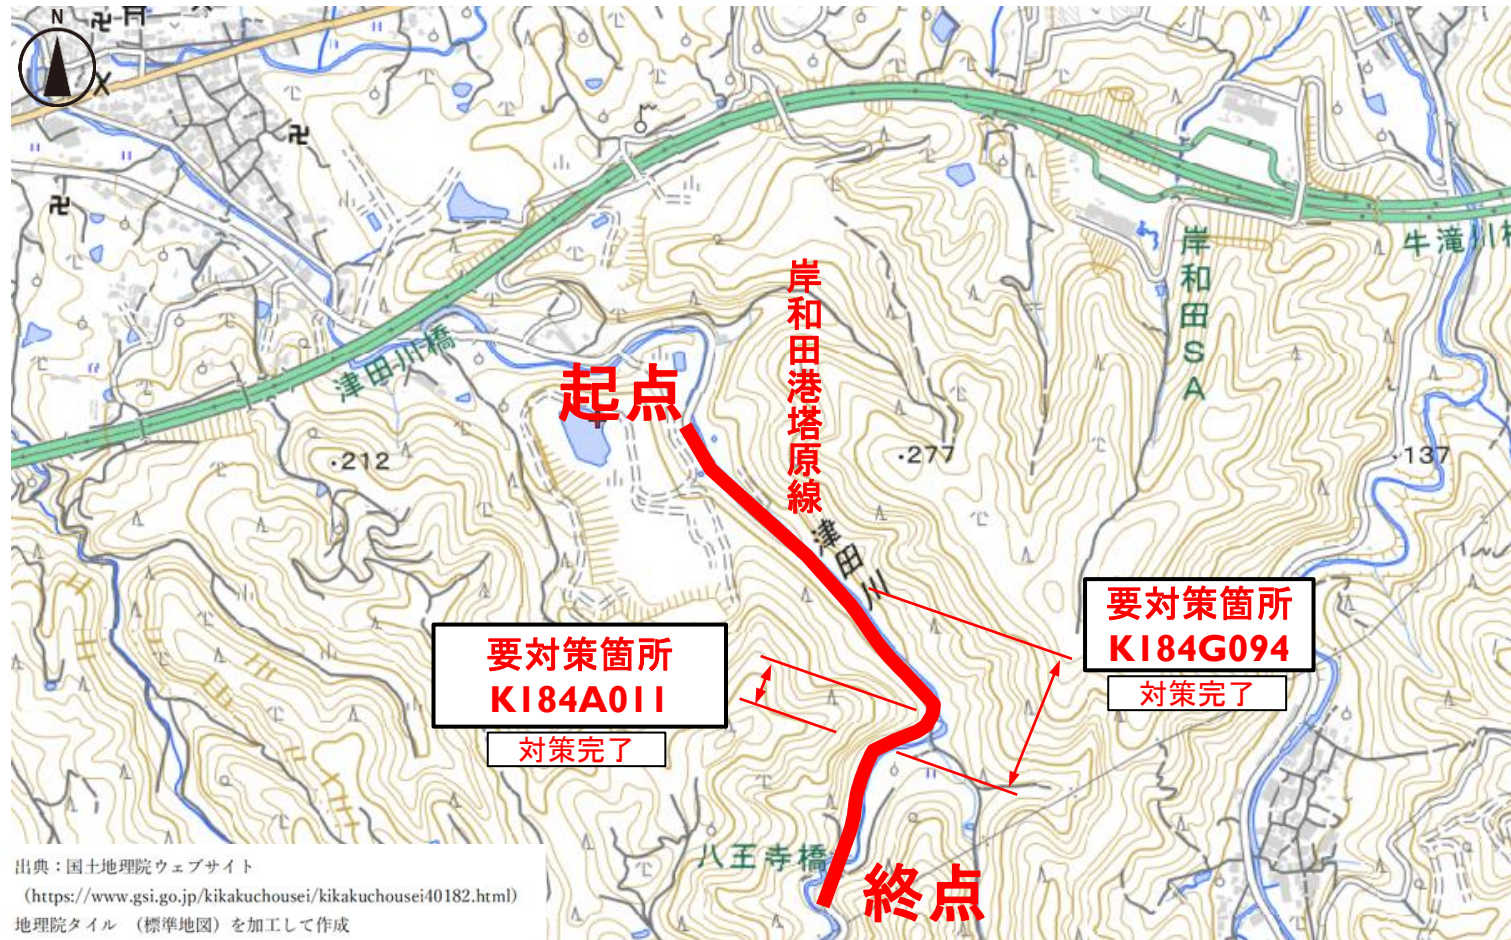 N
岸和田SA
牛滝川橋
津田川橋
岸和田港塔原線
起点
・212
・277
・137
津田川
要対策箇所
K184G094
対策完了
要対策箇所
K184A011
対策完了
八王寺橋
終点
出典：国土地理院ウェブサイト
（https://www.gsi.go.jp/kikakuchousei/kikakuchousei40182.html）
地理院タイル （標準地図）を加工して作成